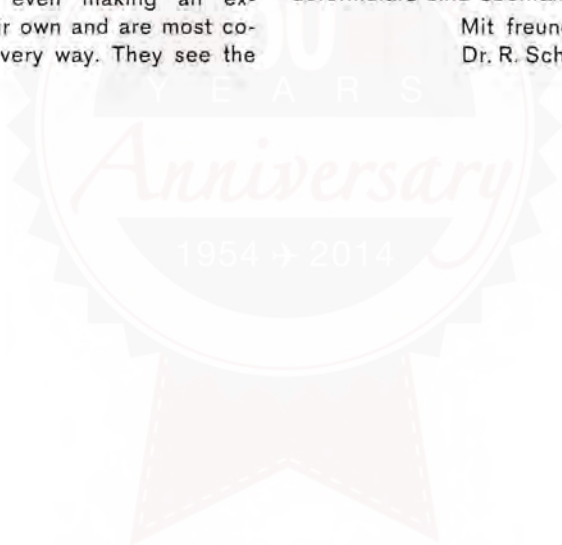 even making an ex-
ir own and are most co-
very way. They see the
Mit freun
Dr. R. Sch
YEARS
Anniversary
1954 ✈ 2014